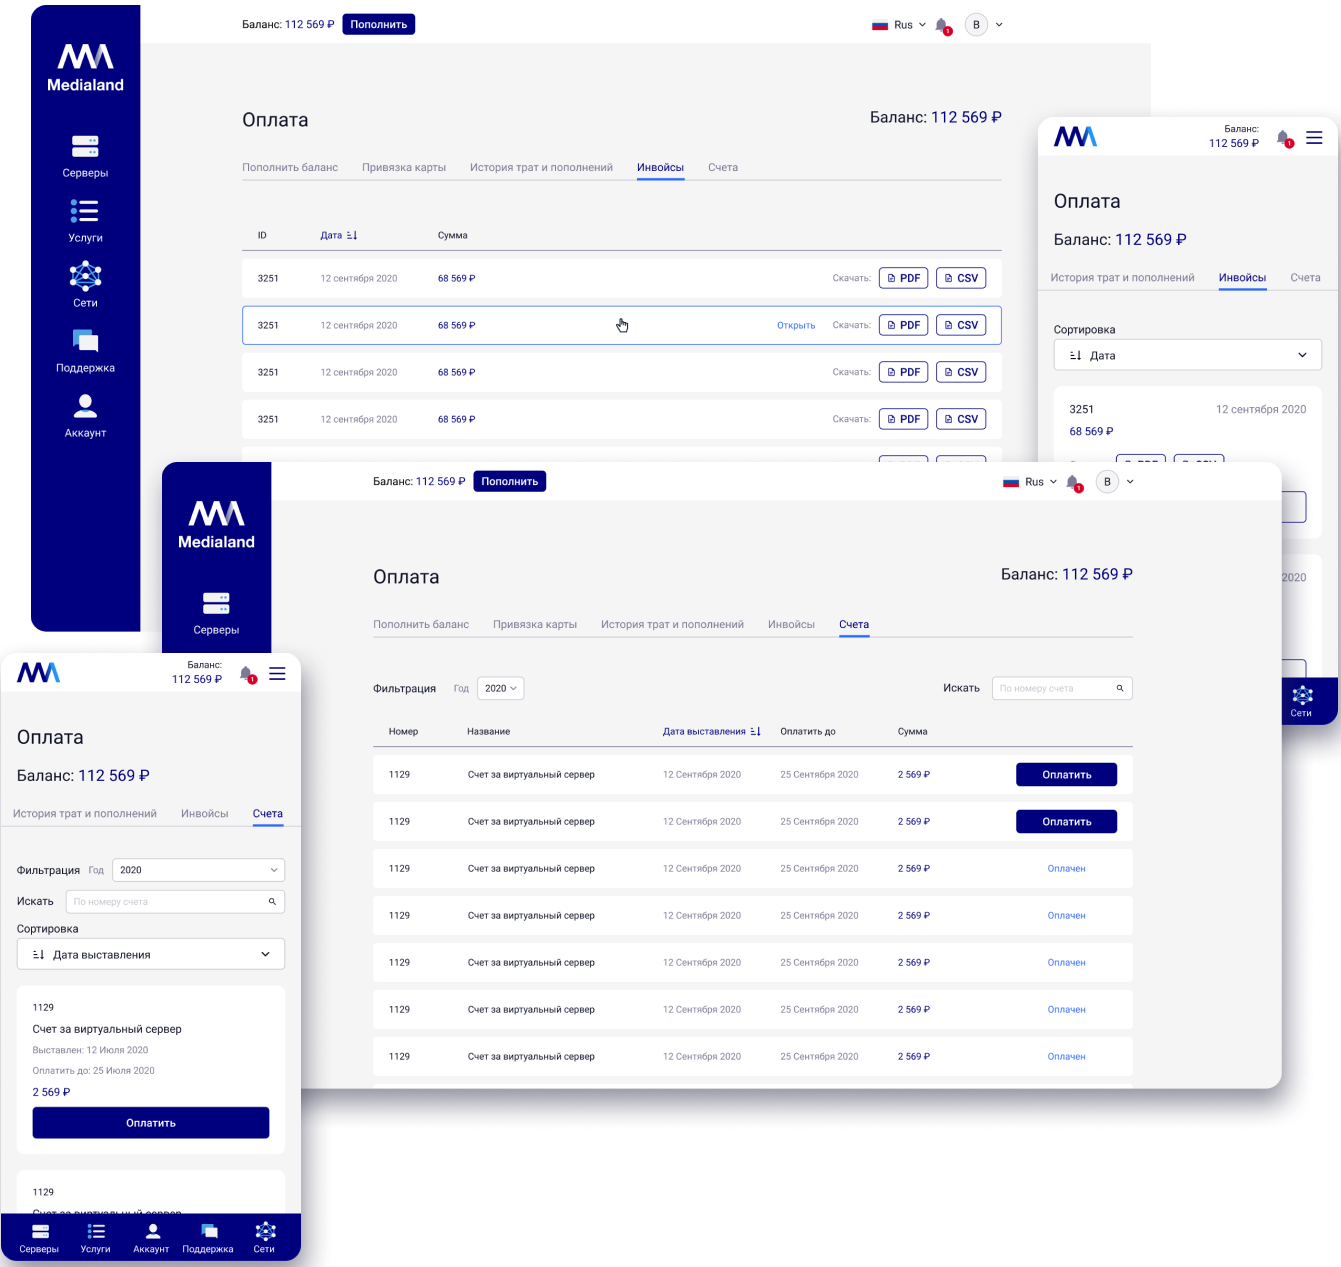 Баланс: 112 569 ₽ Пополнить Rus 1 B
Medialand
Серверы
Услуги
Сети
Поддержка
Аккаунт
Оплата Баланс: 112 569 ₽
Пополнить баланс Привязка карты История трат и пополнений Инвойсы Счета
ID Дата Сумма
3251 12 сентября 2020 68 569 ₽ Скачать: PDF CSV
3251 12 сентября 2020 68 569 ₽ Открыть Скачать: PDF CSV
3251 12 сентября 2020 68 569 ₽ Скачать: PDF CSV
3251 12 сентября 2020 68 569 ₽ Скачать: PDF CSV
Баланс:
112 569 ₽ 1
Оплата
Баланс: 112 569 ₽
История трат и пополнений Инвойсы Счета
Сортировка
Дата
3251 12 сентября 2020
68 569 ₽
PDF CSV
2020
Сети
Баланс: 112 569 ₽ Пополнить Rus 1 B
Medialand
Серверы
Оплата Баланс: 112 569 ₽
Пополнить баланс Привязка карты История трат и пополнений Инвойсы Счета
Фильтрация Год 2020 Искать По номеру счета
Номер Название Дата выставления Оплатить до Сумма
1129 Счет за виртуальный сервер 12 Сентября 2020 25 Сентября 2020 2 569 ₽ Оплатить
1129 Счет за виртуальный сервер 12 Сентября 2020 25 Сентября 2020 2 569 ₽ Оплатить
1129 Счет за виртуальный сервер 12 Сентября 2020 25 Сентября 2020 2 569 ₽ Оплачен
1129 Счет за виртуальный сервер 12 Сентября 2020 25 Сентября 2020 2 569 ₽ Оплачен
1129 Счет за виртуальный сервер 12 Сентября 2020 25 Сентября 2020 2 569 ₽ Оплачен
1129 Счет за виртуальный сервер 12 Сентября 2020 25 Сентября 2020 2 569 ₽ Оплачен
1129 Счет за виртуальный сервер 12 Сентября 2020 25 Сентября 2020 2 569 ₽ Оплачен
Баланс:
112 569 ₽ 1
Оплата
Баланс: 112 569 ₽
История трат и пополнений Инвойсы Счета
Фильтрация Год 2020
Искать По номеру счета
Сортировка
Дата выставления
1129
Счет за виртуальный сервер
Выставлен: 12 Июля 2020
Оплатить до: 25 Июля 2020
2 569 ₽
Оплатить
1129
Счет за виртуальный сервер
Серверы Услуги Аккаунт Поддержка Сети